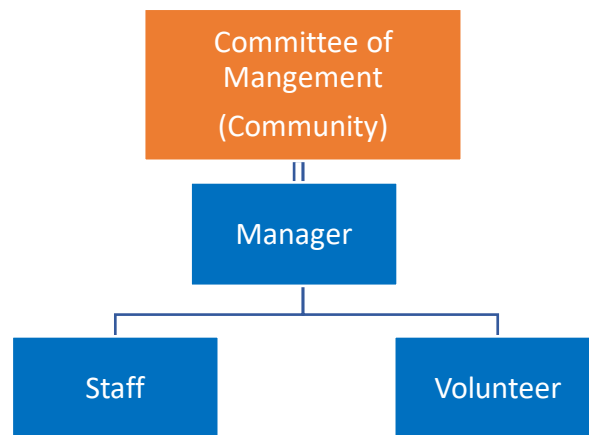 Committee of
Mangement
(Community)
Manager
Staff
Volunteer